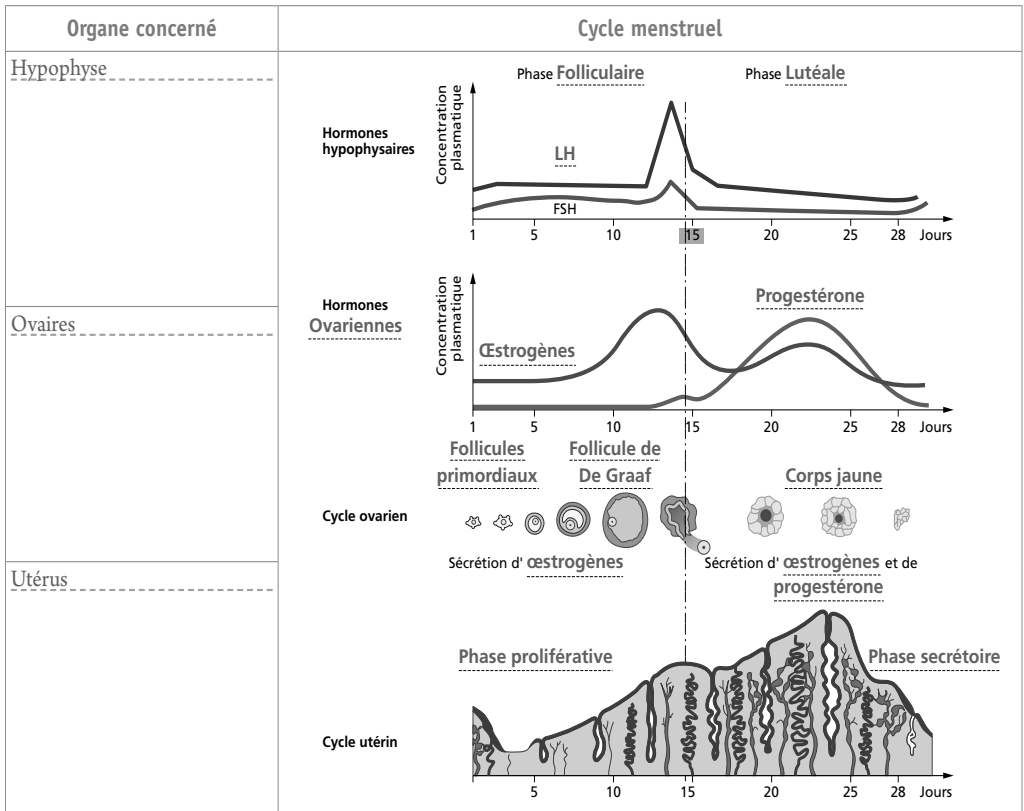 Organe concerné
Cycle menstruel
Hypophyse
Phase Folliculaire
Phase Lutéale
Hormones
hypophysaires
Concentration
plasmatique
LH
FSH
1 5 10 15 20 25 28 Jours
Ovaires
Hormones
Ovariennes
Concentration
plasmatique
Progestérone
Œstrogènes
1 5 10 15 20 25 28 Jours
Follicules
primordiaux
Follicule de
De Graaf
Corps jaune
Cycle ovarien
Sécrétion d' œstrogènes
Sécrétion d' œstrogènes et de
progestérone
Utérus
Phase proliférative
Phase secrétoire
Cycle utérin
5 10 15 20 25 28 Jours